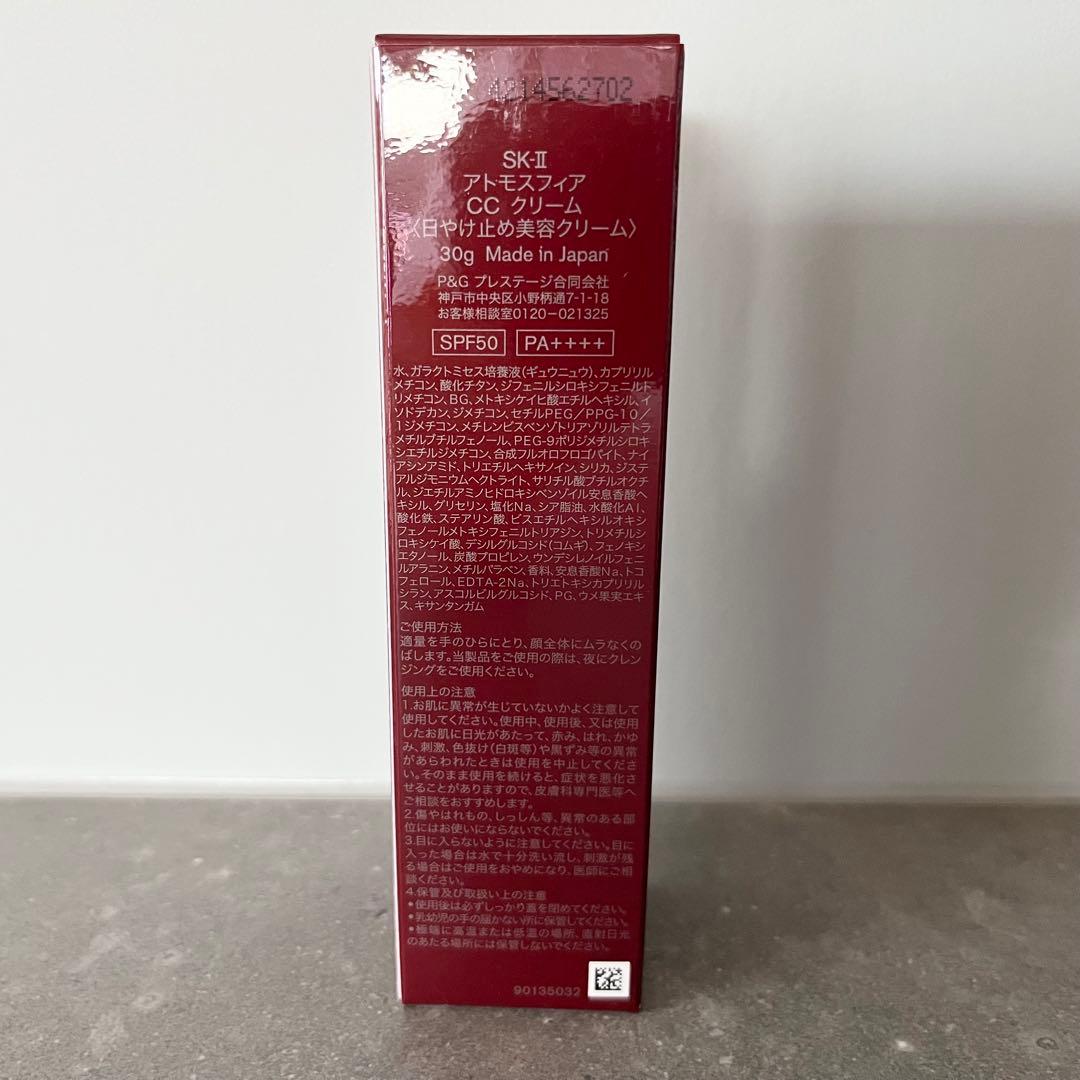 4214562702
SK-II
アトモスフィア
CC クリーム
〈日やけ止め美容クリーム〉
30g Made in Japan
P&G プレステージ合同会社
神戸市中央区小野柄通7-1-18
お客様相談室0120-021325
SPF50 PA++++
水、ガラクトミセス培養液(ギュウニュウ)、カプリリル
メチコン、酸化チタン、ジフェニルシロキシフェニルト
リメチコン、BG、メトキシケイヒ酸エチルヘキシル、イ
ソドデカン、ジメチコン、セチルPEG/PPG-10/
1ジメチコン、メチレンビスベンゾトリアゾリルテトラ
メチルブチルフェノール、PEG-9ポリジメチルシロキ
シエチルジメチコン、合成フルオロフロゴパイト、ナイ
アシンアミド、トリエチルヘキサノイン、シリカ、ジステ
アルジモニウムヘクトライト、サリチル酸ブチルオクチ
ル、ジエチルアミノヒドロキシベンゾイル安息香酸ヘ
キシル、グリセリン、塩化Na、シア脂油、水酸化Al、
酸化鉄、ステアリン酸、ビスエチルヘキシルオキシ
フェノールメトキシフェニルトリアジン、トリメチルシ
ロキシケイ酸、デシルグルコシド(コムギ)、フェノキシ
エタノール、炭酸プロピレン、ウンデシレノイルフェニ
ルアラニン、メチルパラベン、香料、安息香酸Na、トコ
フェロール、EDTA-2Na、トリエトキシカプリリル
シラン、アスコルビルグルコシド、PG、ウメ果実エキ
ス、キサンタンガム
ご使用方法
適量を手のひらにとり、顔全体にムラなくの
ばします。当製品をご使用の際は、夜にクレン
ジングをご使用ください。
使用上の注意
1.お肌に異常が生じていないかよく注意して
使用してください。使用中、使用後、又は使用
したお肌に日光があたって、赤み、はれ、かゆ
み、刺激、色抜け(白斑等)や黒ずみ等の異常
があらわれたときは使用を中止してくださ
い。そのまま使用を続けると、症状を悪化さ
せることがありますので、皮膚科専門医等へ
ご相談をおすすめします。
2.傷やはれもの、しっしん等、異常のある部
位にはお使いにならないでください。
3.目に入らないように注意してください。目に
入った場合は水で十分洗い流し、刺激が残
る場合はご使用をおやめになり、医師にご相
談ください。
4.保管及び取扱い上の注意
•使用後は必ずしっかり蓋を閉めてください。
•乳幼児の手の届かない所に保管してください。
•極端に高温または低温の場所、直射日光
のあたる場所には保管しないでください。
90135032